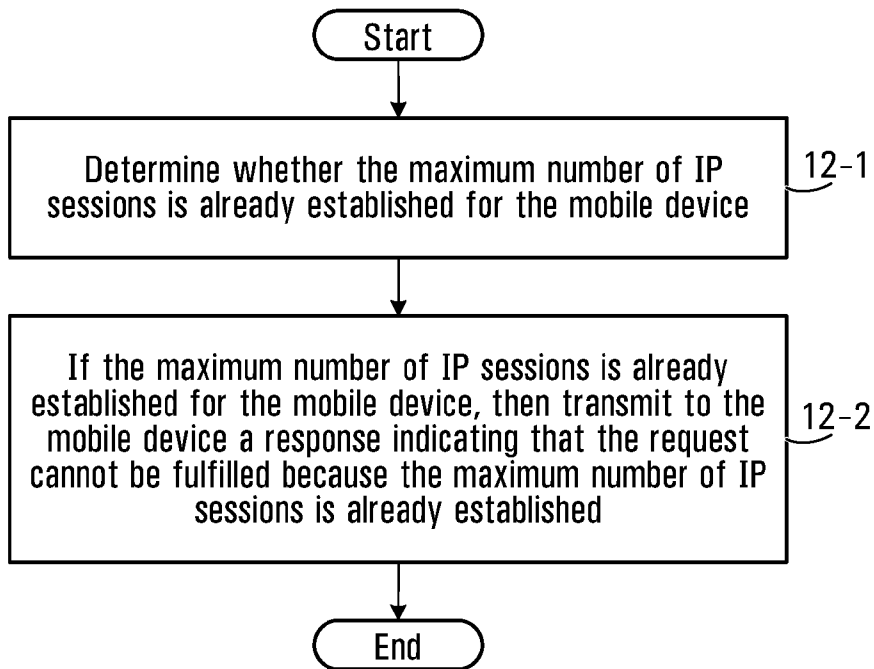 Start
Determine whether the maximum number of IP
sessions is already established for the mobile device
12-1
If the maximum number of IP sessions is already
established for the mobile device, then transmit to the
mobile device a response indicating that the request
cannot be fulfilled because the maximum number of IP
sessions is already established
12-2
End